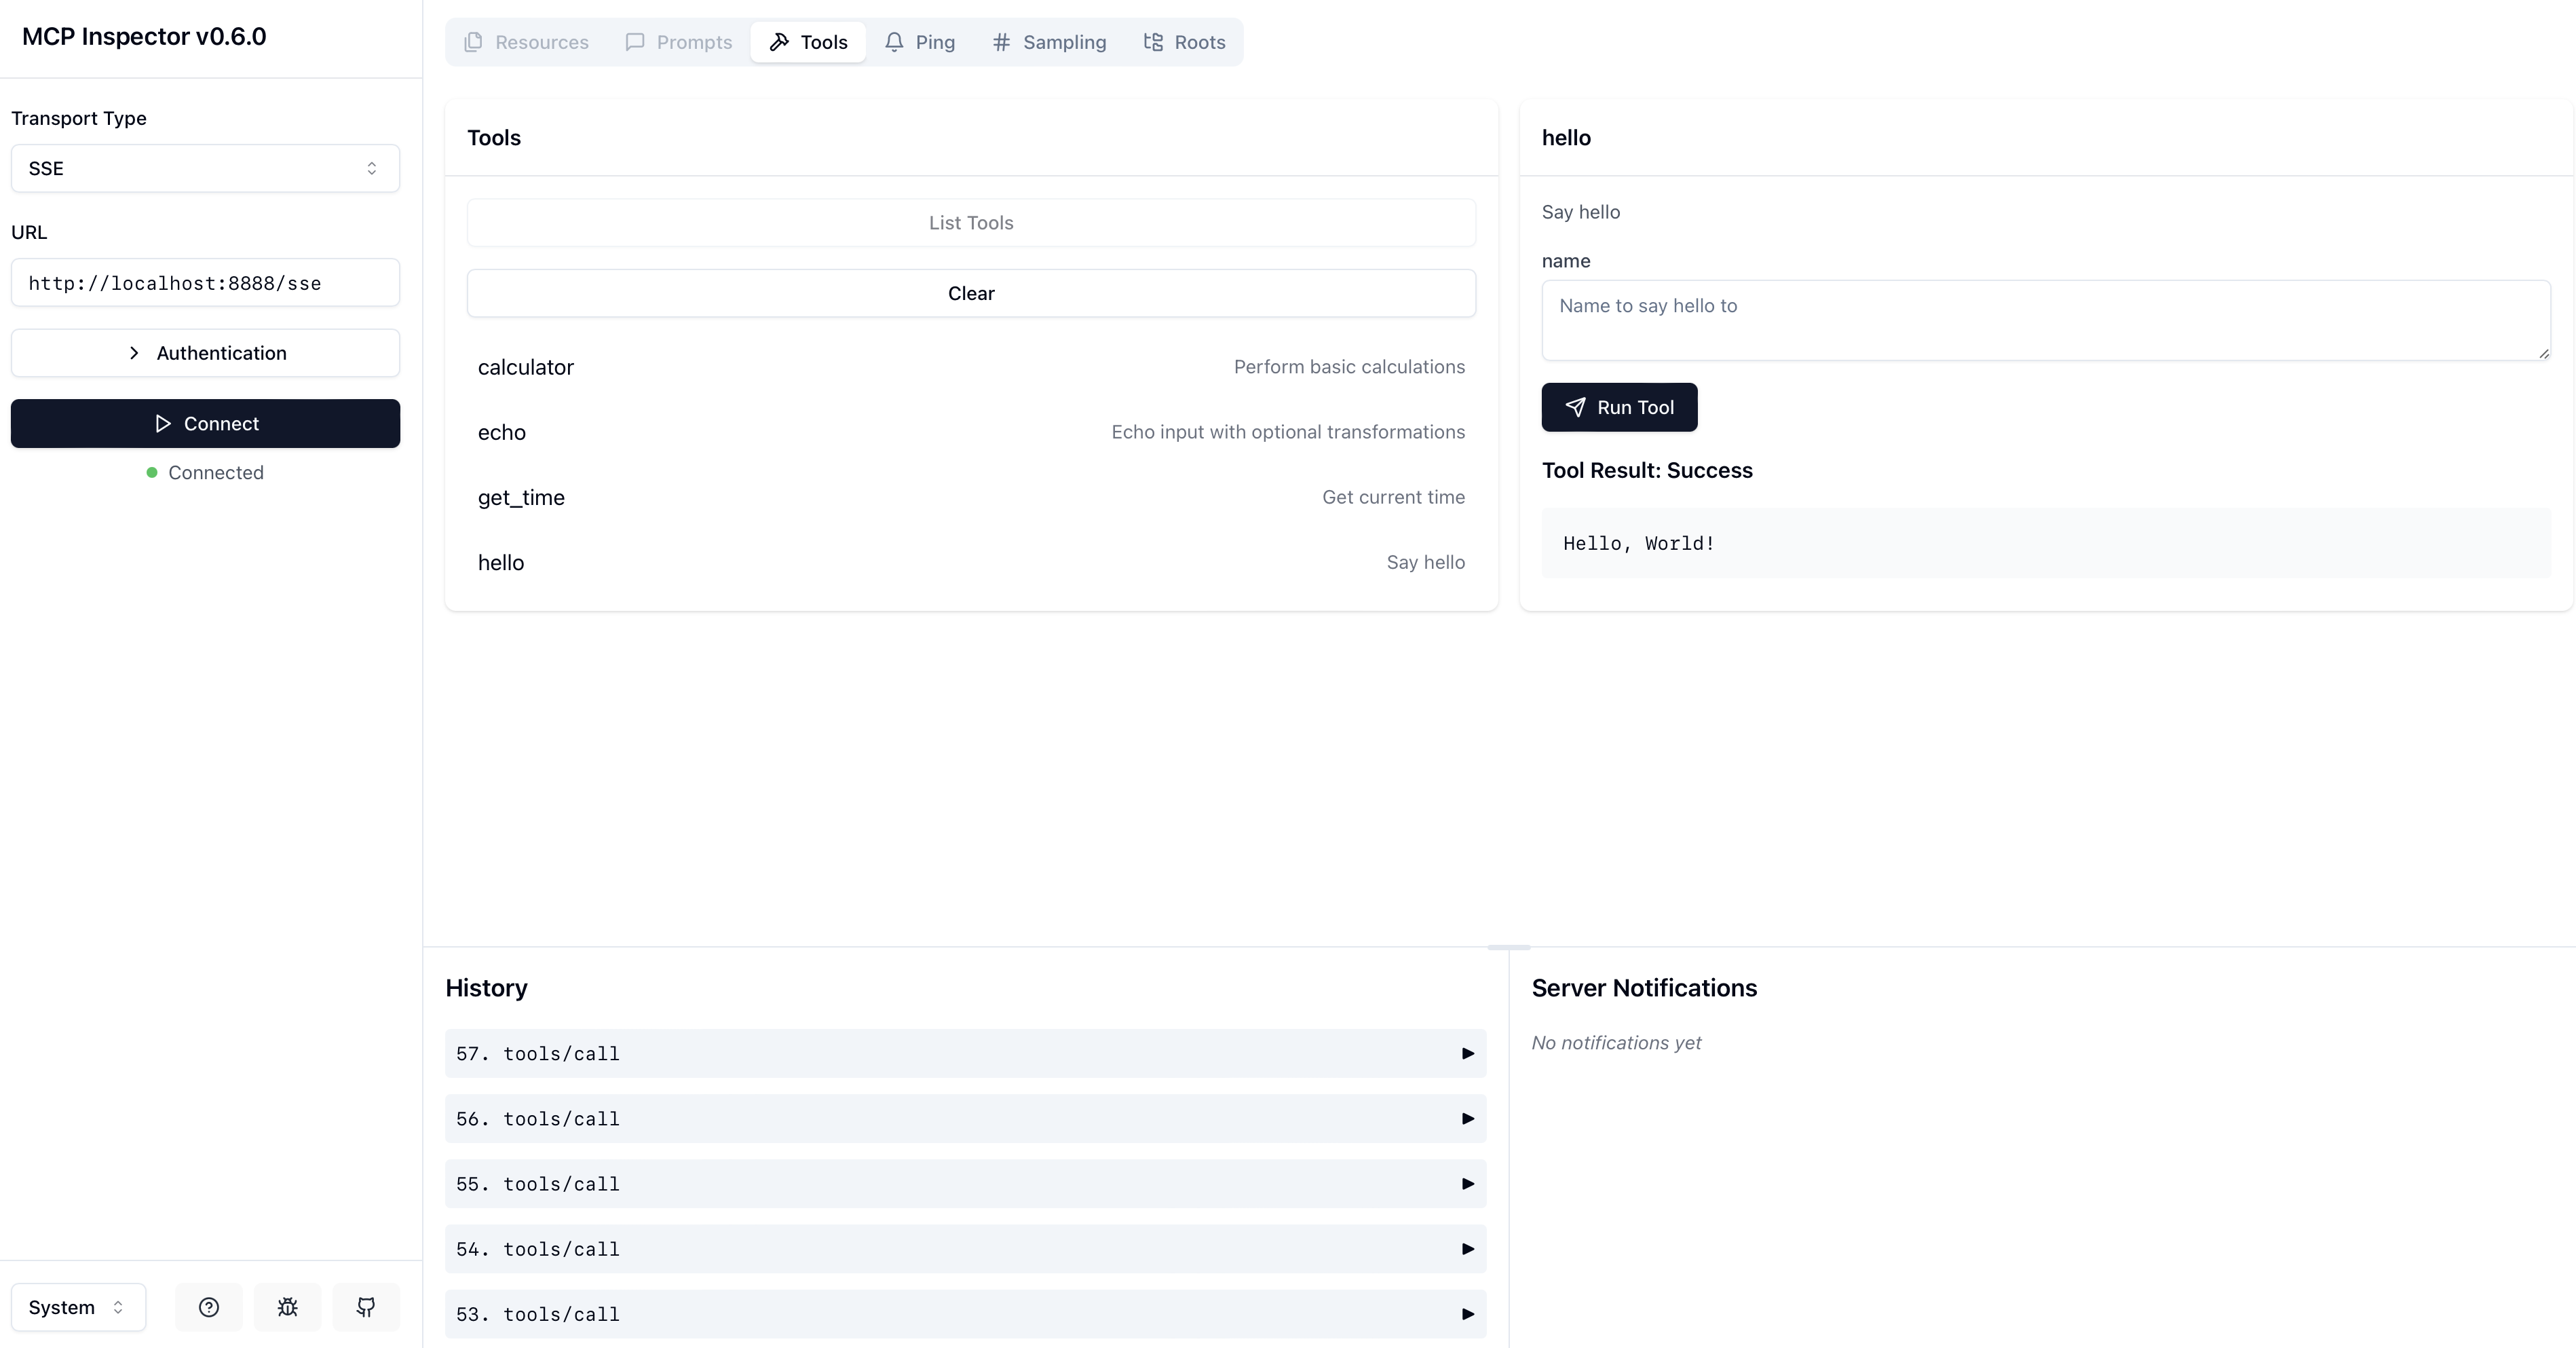 MCP Inspector v0.6.0
Transport Type
SSE
URL
http://localhost:8888/sse
Authentication
Connect
Connected
System
Resources
Prompts
Tools
Ping
Sampling
Roots
Tools
List Tools
Clear
calculator
Perform basic calculations
echo
Echo input with optional transformations
get_time
Get current time
hello
Say hello
hello
Say hello
name
Name to say hello to
Run Tool
Tool Result: Success
Hello, World!
History
57. tools/call
56. tools/call
55. tools/call
54. tools/call
53. tools/call
Server Notifications
No notifications yet